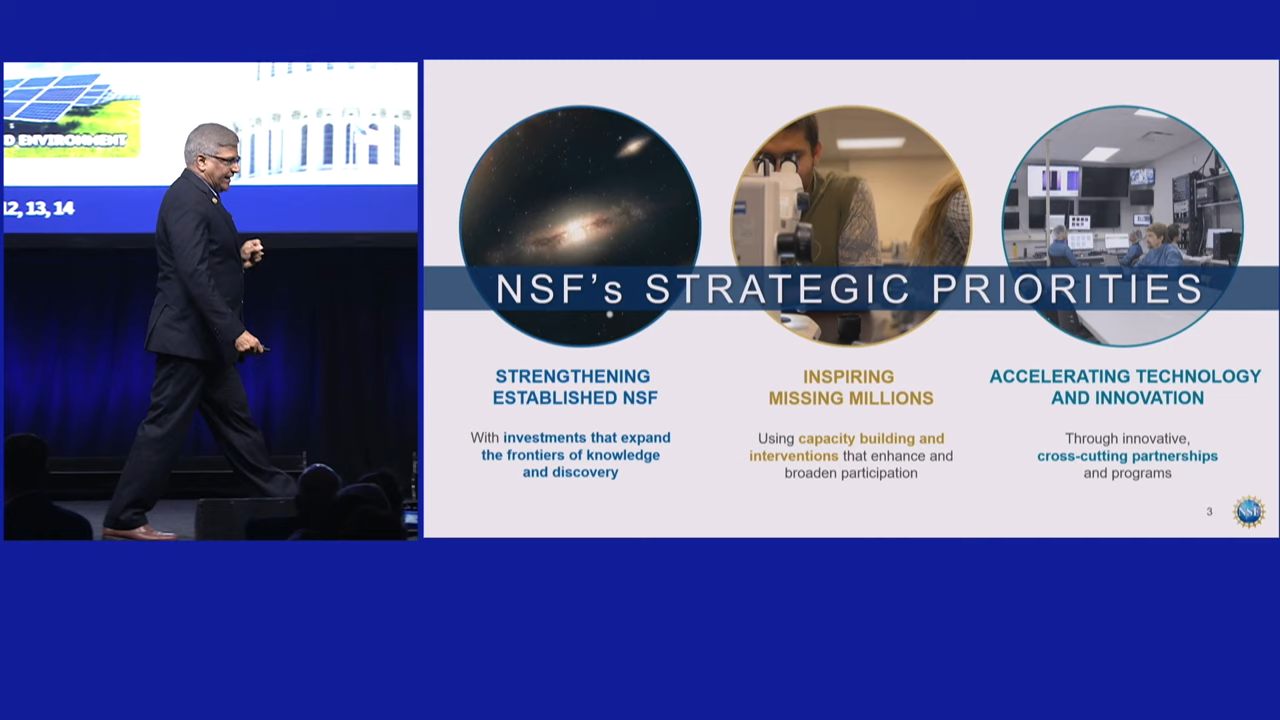 D ENVIRONMENT
12, 13, 14
NSF's STRATEGIC PRIORITIES
STRENGTHENING
ESTABLISHED NSF
With investments that expand
the frontiers of knowledge
and discovery
INSPIRING
MISSING MILLIONS
Using capacity building and
interventions that enhance and
broaden participation
ACCELERATING TECHNOLOGY
AND INNOVATION
Through innovative,
cross-cutting partnerships
and programs
3
NSF